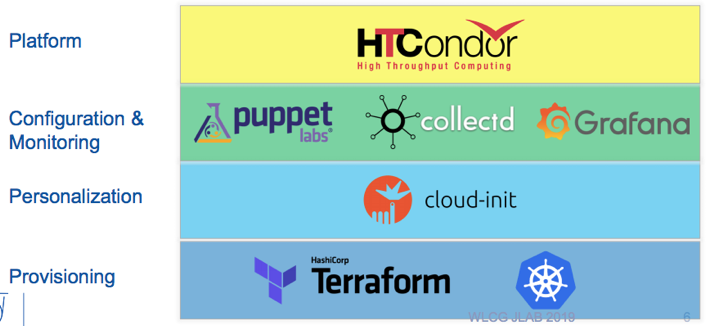 Platform
HTCondor
High Throughput Computing
Configuration &
Monitoring
puppet
labs®
collectd
Grafana
Personalization
cloud-init
Provisioning
HashiCorp
Terraform
WLCG JLAB 2019
6